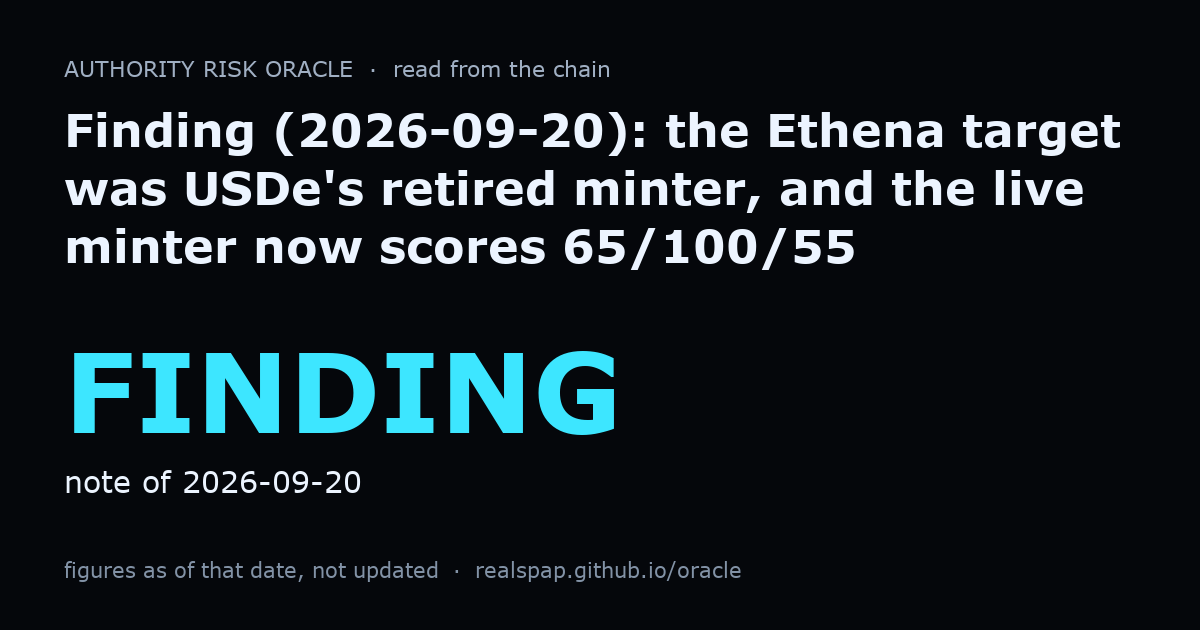 AUTHORITY RISK ORACLE · read from the chain
Finding (2026-09-20): the Ethena target
was USDe's retired minter, and the live
minter now scores 65/100/55
FINDING
note of 2026-09-20
figures as of that date, not updated · realspap.github.io/oracle